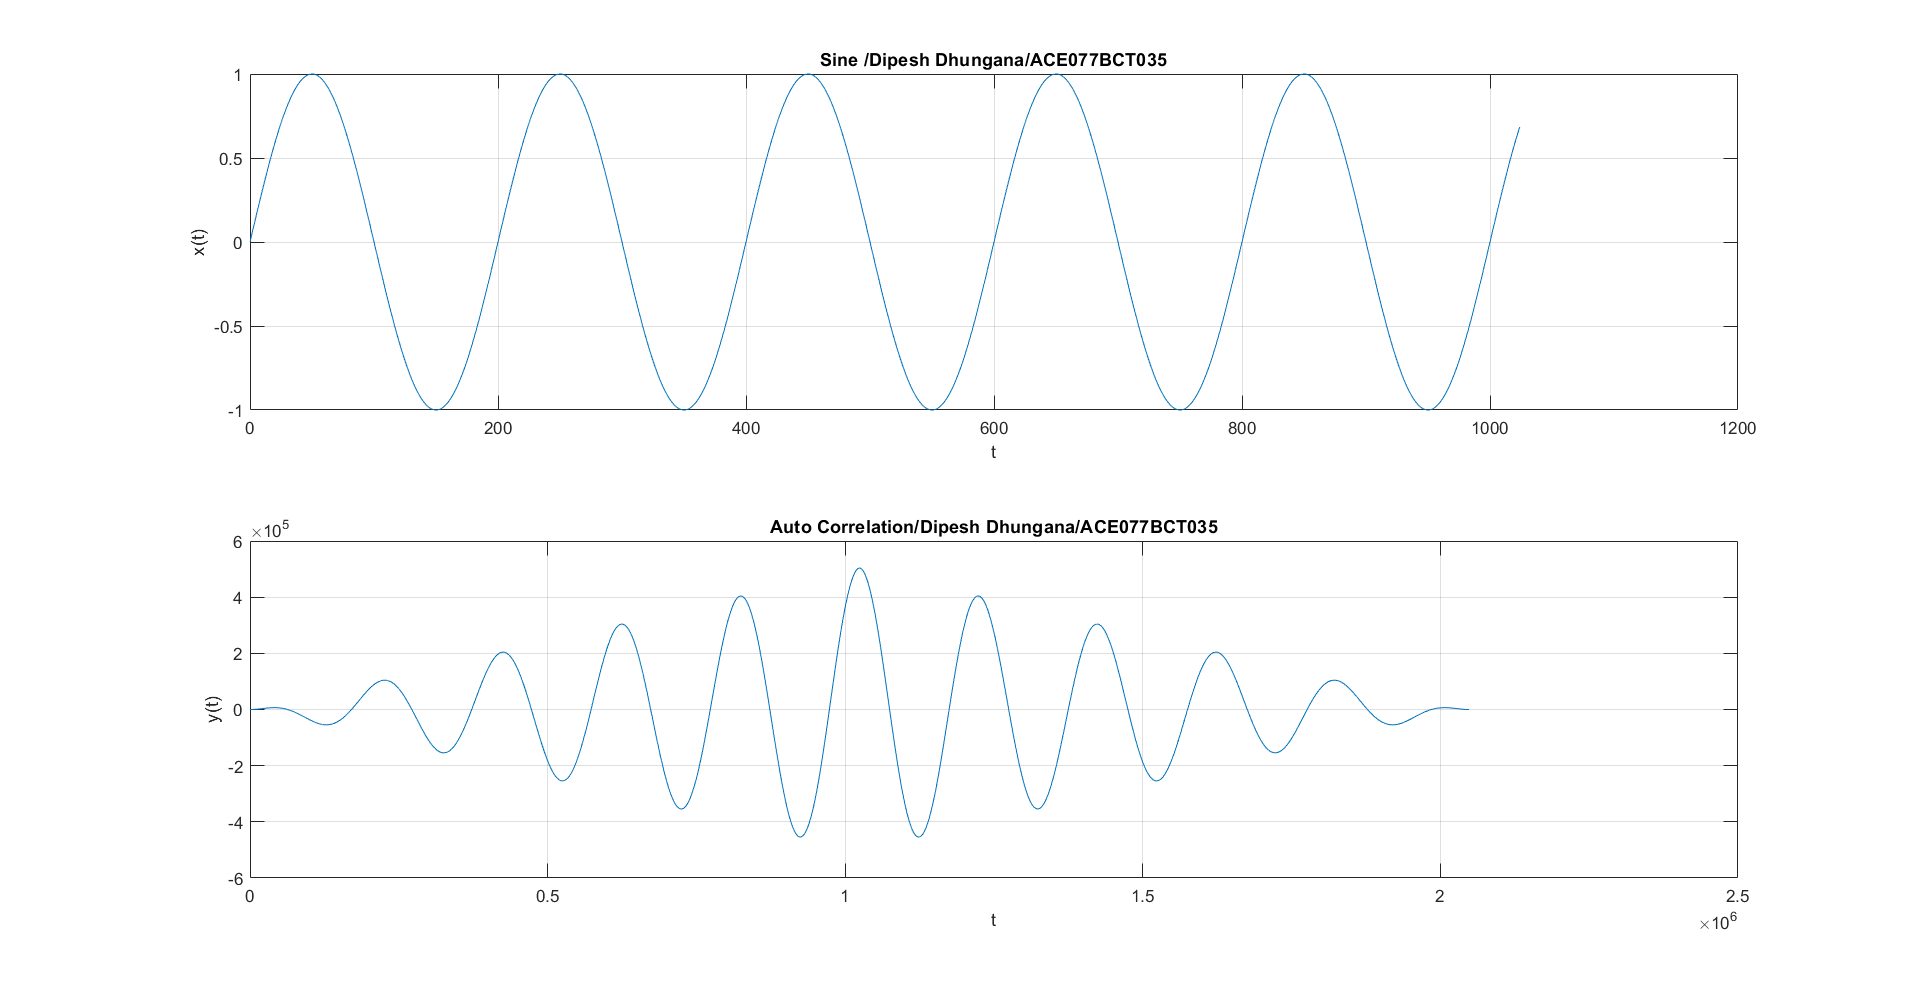 Sine /Dipesh Dhungana/ACE077BCT035
1
0.5
0
-0.5
-1
x(t)
0 200 400 600 800 1000 1200
t
Auto Correlation/Dipesh Dhungana/ACE077BCT035
×10^5
6
4
2
0
-2
-4
-6
y(t)
0 0.5 1 1.5 2 2.5
t
×10^6